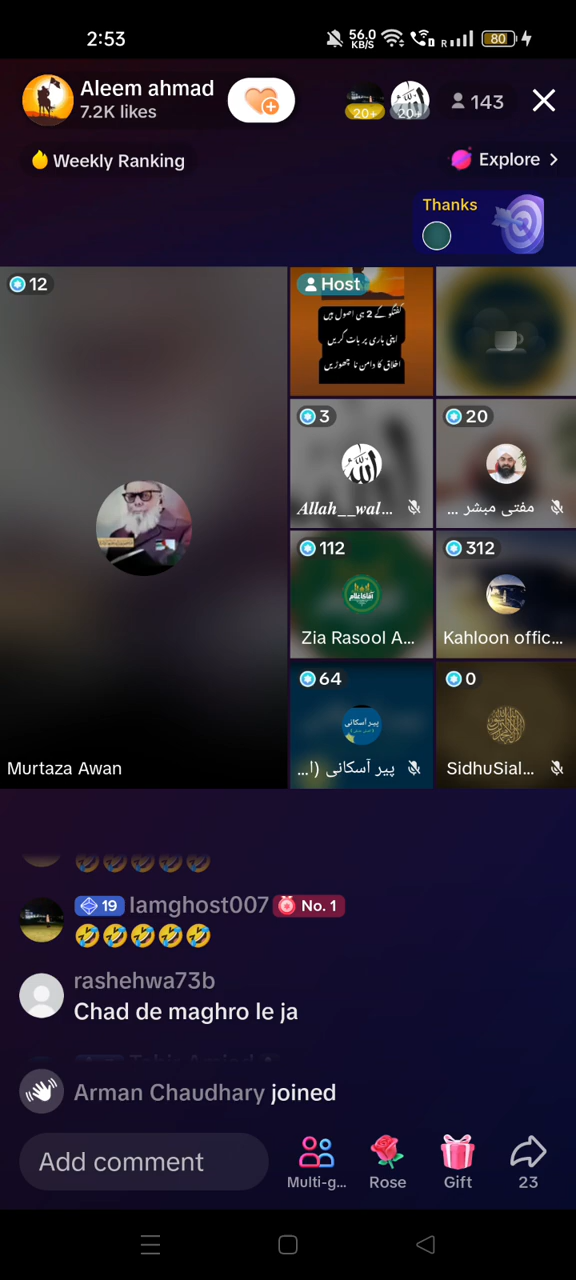 2:53
56.0
KB/S
R
80
Aleem ahmad
7.2K likes
20+
20+
143
Weekly Ranking
Explore
Thanks
12
Host
گفتگو کے 2 ہی اصول ہیں
اپنی باری پر بات کریں
اخلاق کا دامن نا چھوڑیں
3
Allah__wal...
20
مفتی مبشر ...
112
Zia Rasool A...
312
Kahloon offic...
64
پیر آسکانی (ا...
پیر آسکانی
0
SidhuSial...
Murtaza Awan
19 Iamghost007 No. 1
rashehwa73b
Chad de maghro le ja
Arman Chaudhary joined
Add comment
Multi-g...
Rose
Gift
23